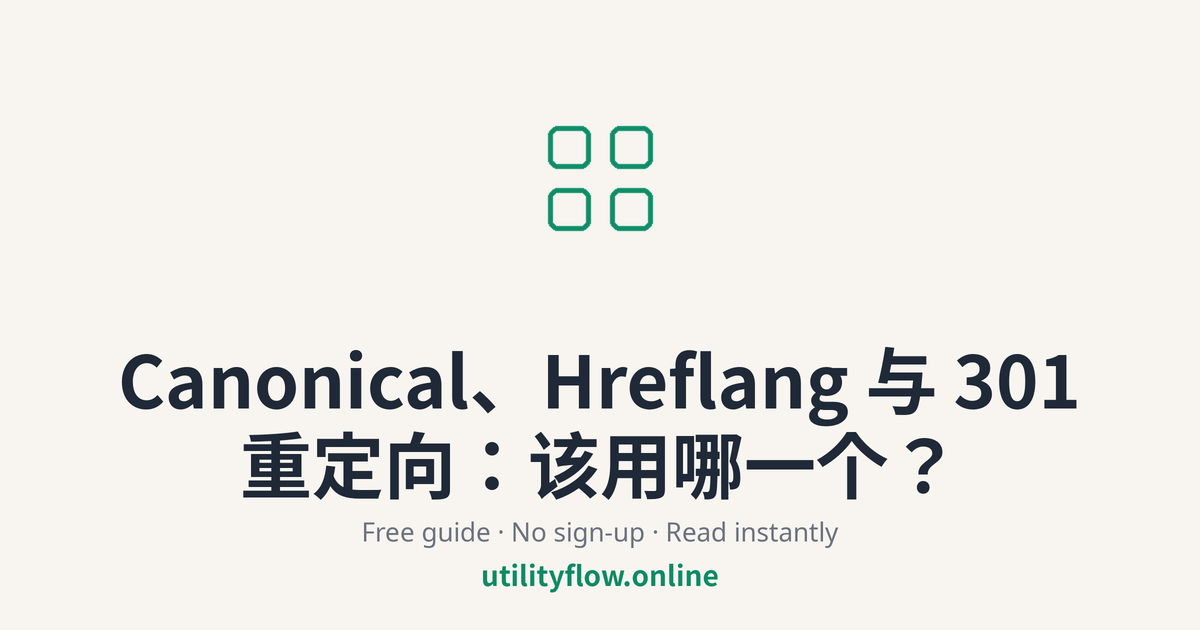 Canonical、Hreflang 与 301
重定向：该用哪一个？
Free guide · No sign-up · Read instantly
utilityflow.online